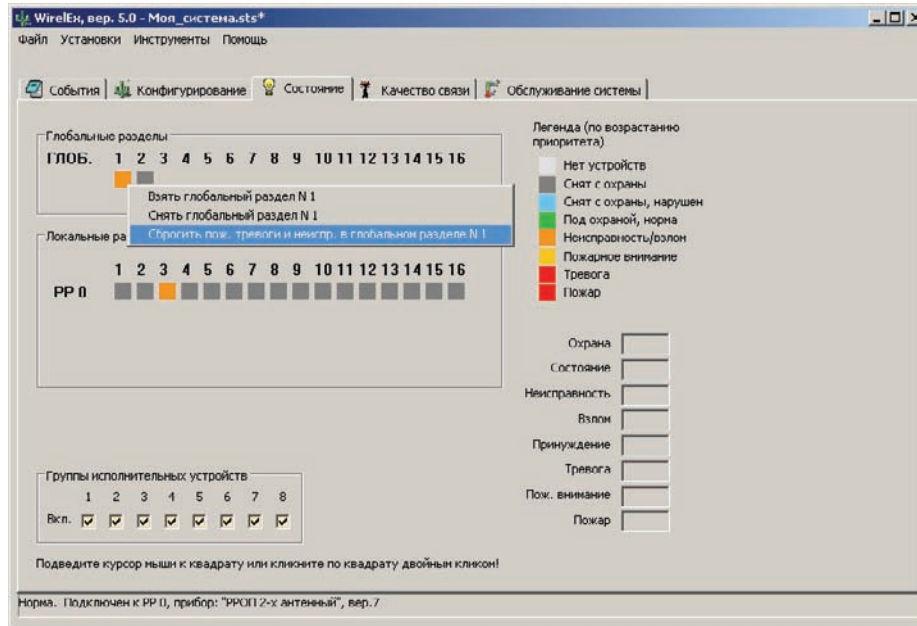 WirelEx, вер. 5.0 - Моя_система.sts*
Файл Установки Инструменты Помощь
События Конфигурирование Состояние Качество связи Обслуживание системы
Глобальные разделы
ГЛОБ. 1 2 3 4 5 6 7 8 9 10 11 12 13 14 15 16
Взять глобальный раздел N 1
Снять глобальный раздел N 1
Сбросить пож. тревоги и неиспр. в глобальном разделе N 1
Локальные ра
1 2 3 4 5 6 7 8 9 10 11 12 13 14 15 16
РР 0
Легенда (по возрастанию
приоритета)
Нет устройств
Снят с охраны
Снят с охраны, нарушен
Под охраной, норма
Неисправность/взлом
Пожарное внимание
Тревога
Пожар
Охрана
Состояние
Неисправность
Взлом
Принуждение
Тревога
Пож. внимание
Пожар
Группы исполнительных устройств
1 2 3 4 5 6 7 8
Вкл.
Подведите курсор мыши к квадрату или кликните по квадрату двойным кликом!
Норма. Подключен к РР 0, прибор: "РРОП 2-х антенный", вер.7